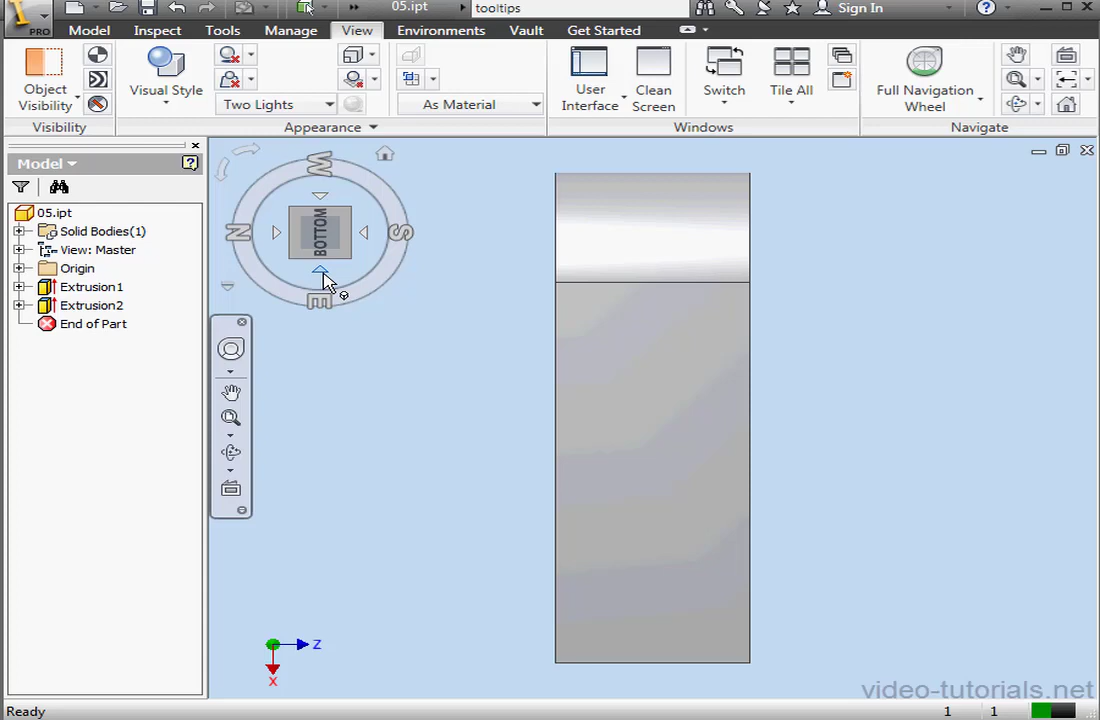 05.ipt
tooltips
Sign In
PRO
Model
Inspect
Tools
Manage
View
Environments
Vault
Get Started
Object
Visibility
Visual Style
Two Lights
As Material
User
Interface
Clean
Screen
Switch
Tile All
Full Navigation
Wheel
Visibility
Appearance
Windows
Navigate
Model
05.ipt
Solid Bodies(1)
View: Master
Origin
Extrusion1
Extrusion2
End of Part
W
N
BOTTOM
S
E
Z
X
video-tutorials.net
Ready
1
1